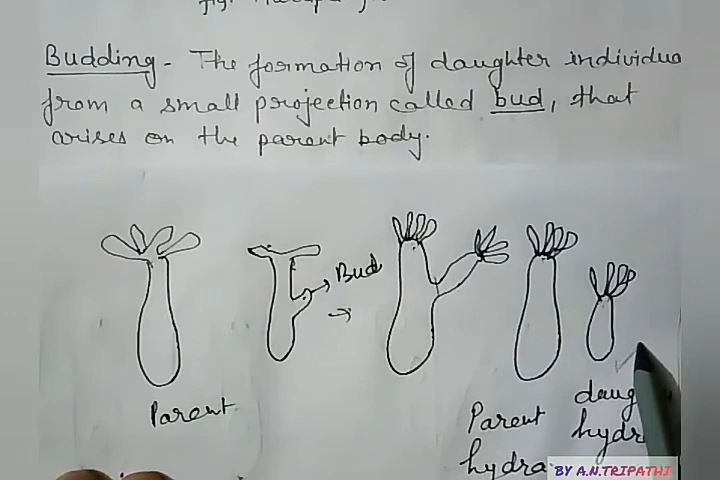 Budding - The formation of daughter individua
from a small projection called bud, that
arises on the parent body.
Bud
Parent
Parent
hydra
daug
hydr
BY A.N.TRIPATHI